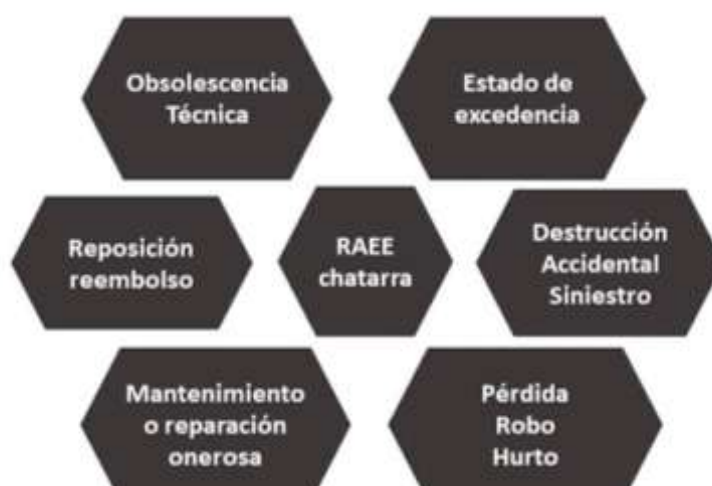 Obsolescencia
Técnica
Estado de
excedencia
Reposición
reembolso
RAEE
chatarra
Destrucción
Accidental
Siniestro
Mantenimiento
o reparación
onerosa
Pérdida
Robo
Hurto